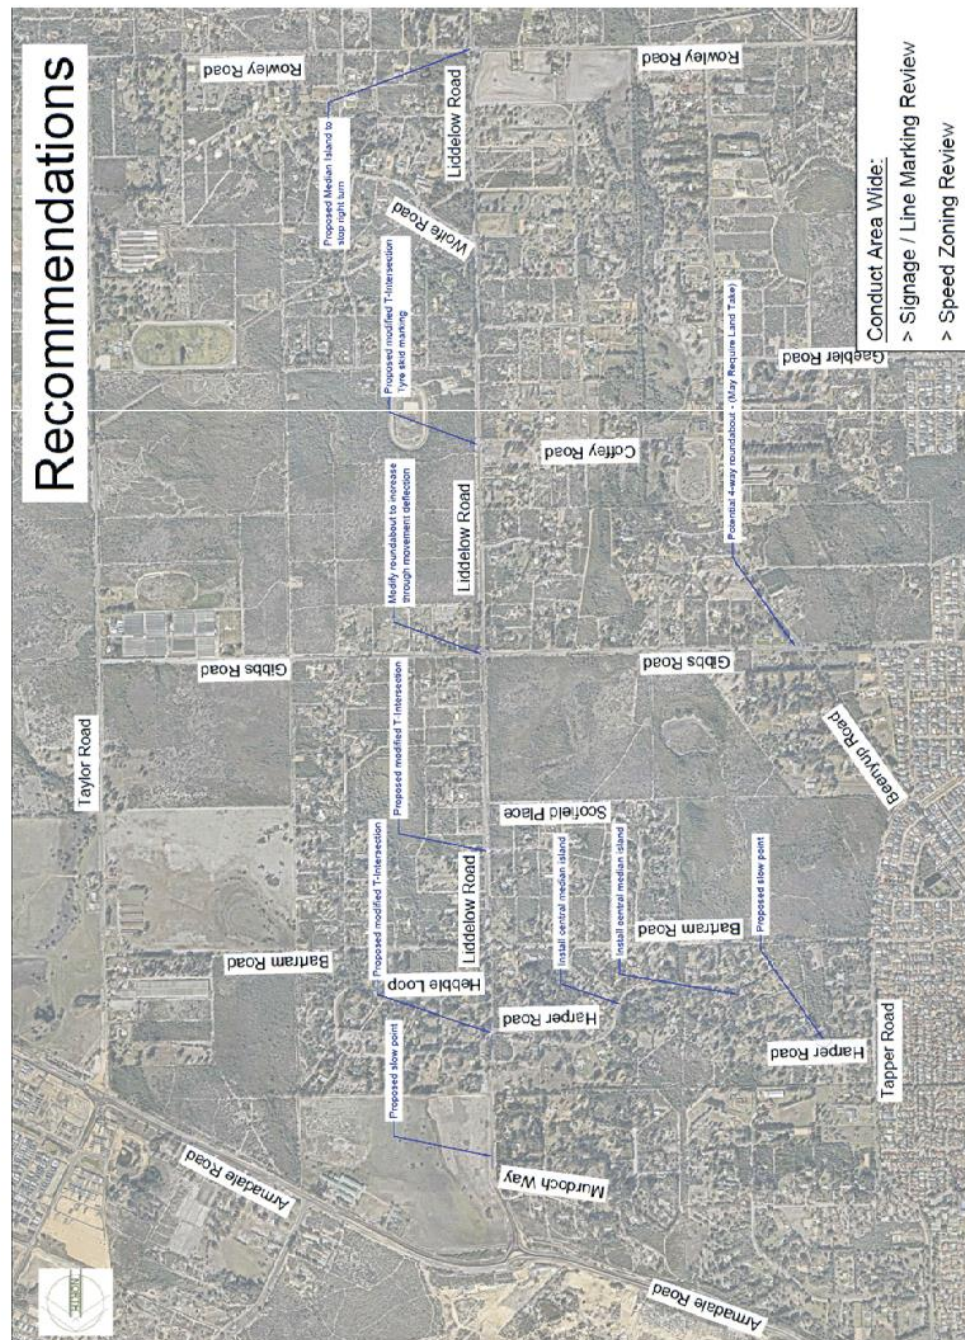 Recommendations
Rowley Road
Rowley Road
Proposed Median Island to
stop right turn
Liddelow Road
Wolfe Road
Proposed modified T-Intersection
Tyre skid marking
Coffey Road
Gaebler Road
Conduct Area Wide:
> Signage / Line Marking Review
> Speed Zoning Review
Modify roundabout to increase
through movement deflection
Liddelow Road
Potential 4-way roundabout - (May Require Land Take)
Taylor Road
Gibbs Road
Gibbs Road
Beenyup Road
Proposed modified T-Intersection
Scofield Place
Proposed modified T-Intersection
Liddelow Road
Install central median island
Install central median island
Bartram Road
Bartram Road
Proposed slow point
Hebble Loop
Harper Road
Harper Road
Tapper Road
Proposed slow point
Armadale Road
Murdoch Way
Armadale Road
NORTH